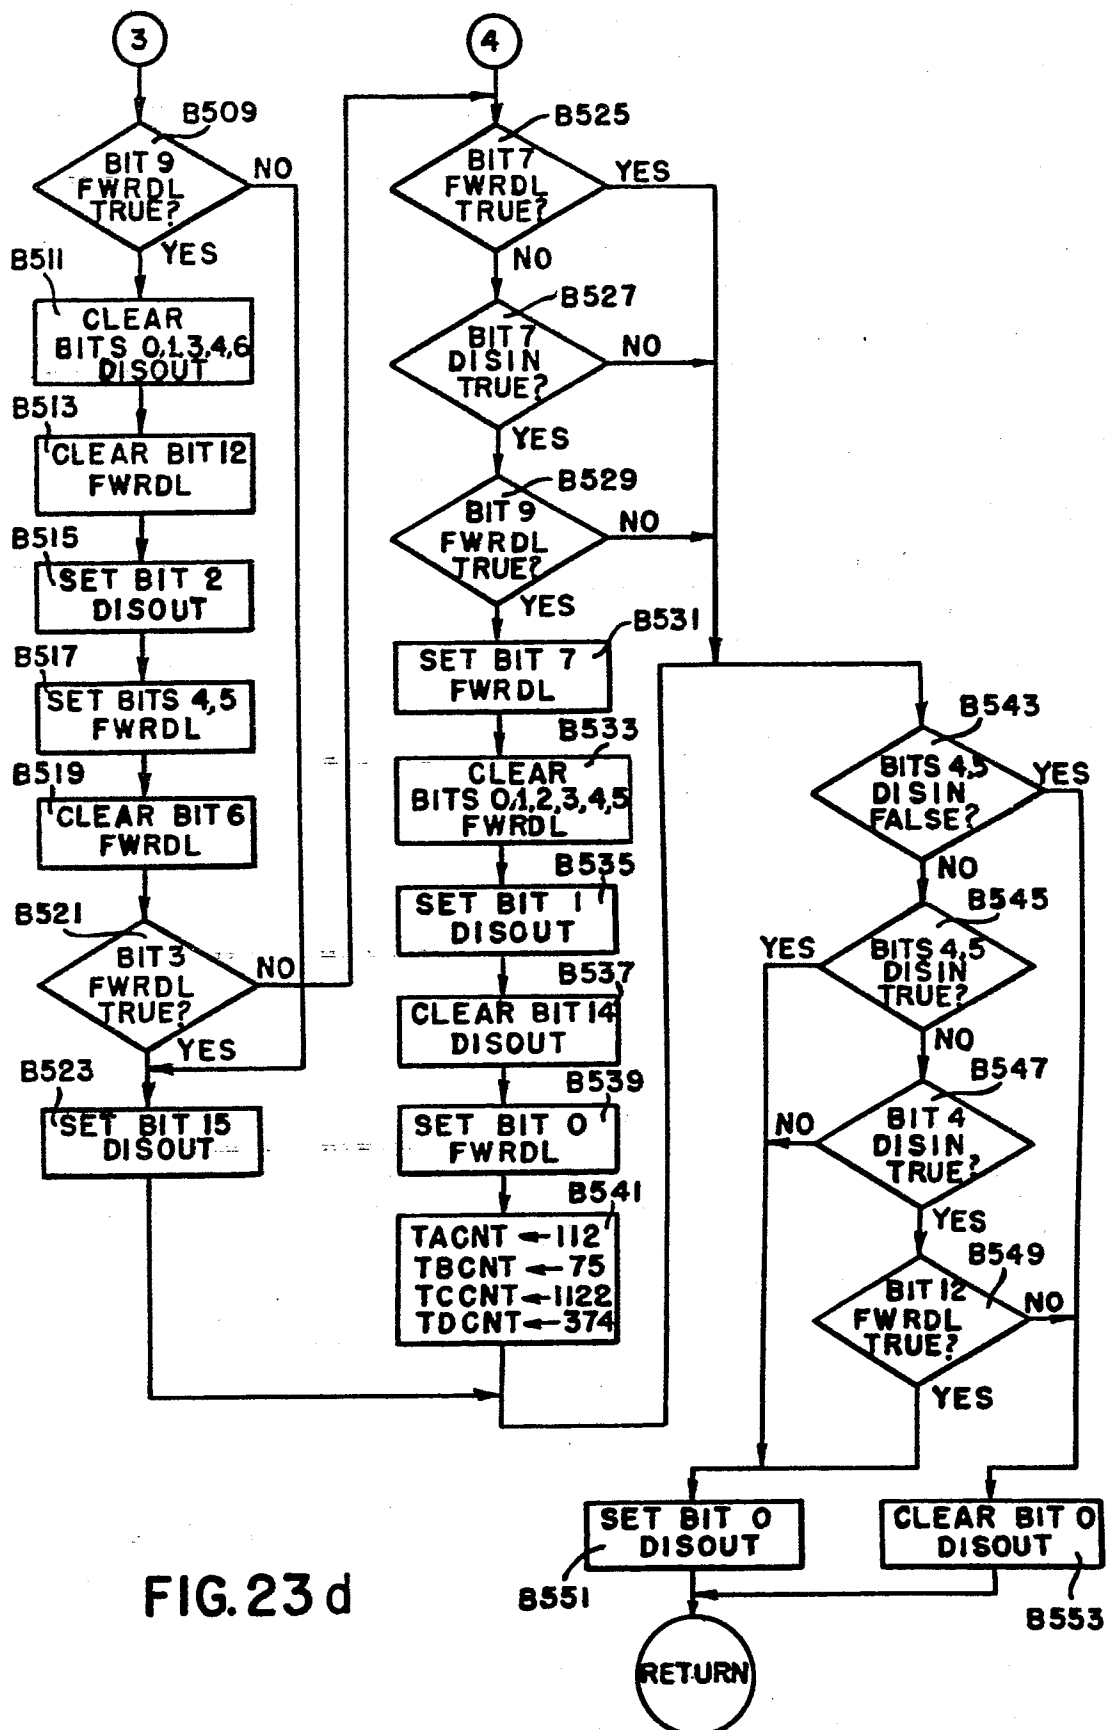 3
B509
BIT 9
FWRDL
TRUE?
NO
YES
B511
CLEAR
BITS 0,1,3,4,6
DISOUT
B513
CLEAR BIT 12
FWRDL
B515
SET BIT 2
DISOUT
B517
SET BITS 4,5
FWRDL
B519
CLEAR BIT 6
FWRDL
B521
BIT 3
FWRDL
TRUE?
NO
YES
B523
SET BIT 15
DISOUT
4
B525
BIT 7
FWRDL
TRUE?
YES
NO
B527
BIT 7
DISIN
TRUE?
NO
YES
B529
BIT 9
FWRDL
TRUE?
NO
YES
B531
SET BIT 7
FWRDL
B533
CLEAR
BITS 0,1,2,3,4,5
FWRDL
B535
SET BIT 1
DISOUT
B537
CLEAR BIT 14
DISOUT
B539
SET BIT 0
FWRDL
B541
TACNT ←112
TBCNT ←75
TCCNT←1122
TDCNT←374
B543
BITS 4,5
DISIN
FALSE?
YES
NO
B545
BITS 4,5
DISIN
TRUE?
YES
NO
B547
BIT 4
DISIN
TRUE?
NO
YES
B549
BIT 12
FWRDL
TRUE?
NO
YES
SET BIT 0
DISOUT
B551
CLEAR BIT 0
DISOUT
B553
RETURN
FIG. 23d